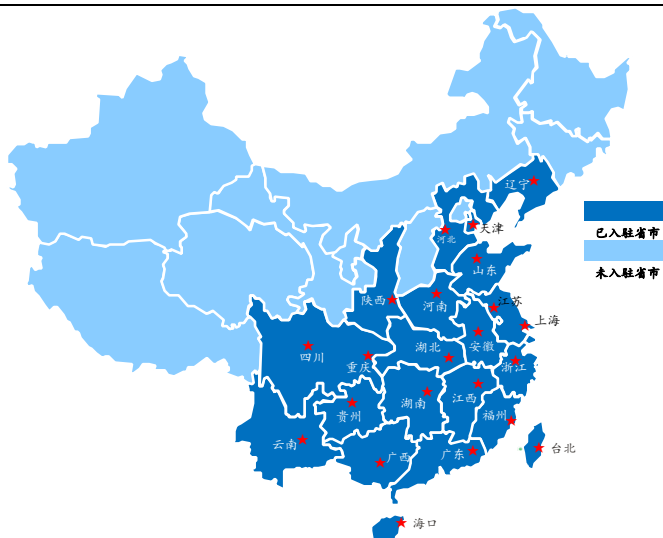 辽宁
天津
河北
山东
陕西
河南
江苏
上海
安徽
湖北
四川
重庆
浙江
江西
湖南
贵州
福州
云南
广西
广东
台北
海口
已入驻省市
未入驻省市